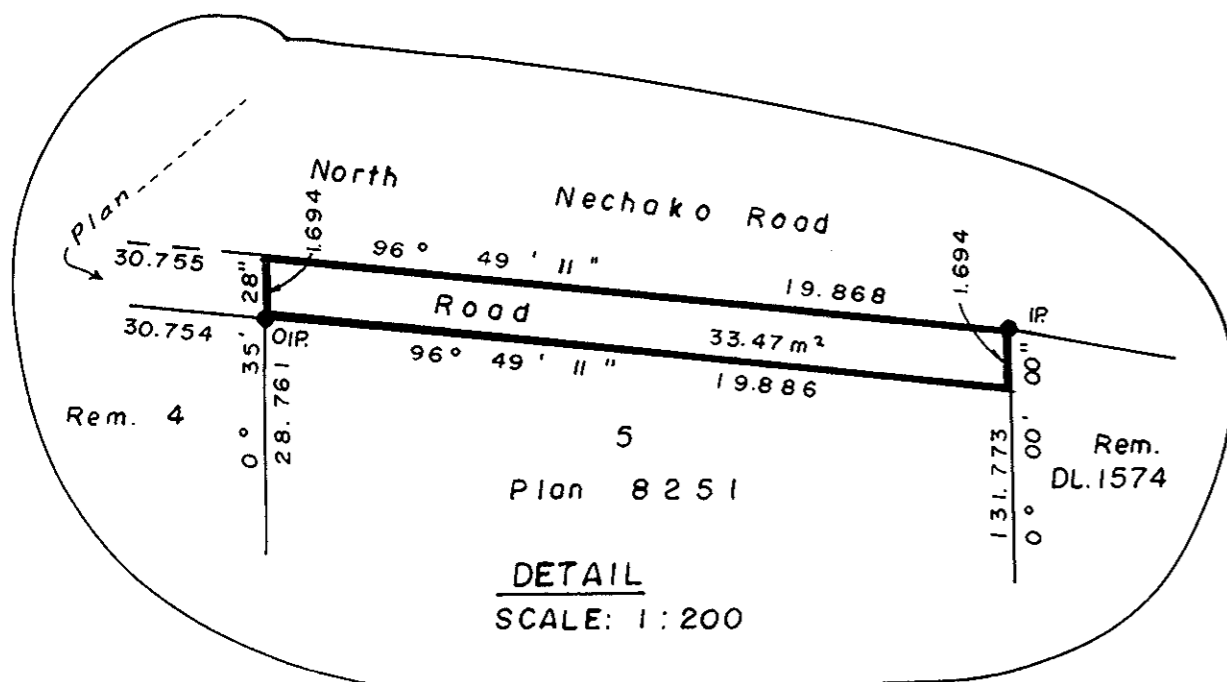 North
Nechako Road
Plan
1.694
1.694
96° 49' 11"
30.755
19.868
28"
Road
IP.
30.754
OIP.
33.47 m²
96° 49' 11"
19.886
00"
35'
Rem. 4
0°
28.761
5
131.773
00'
0°
Rem.
DL.1574
Plan 8251
DETAIL
SCALE: 1:200